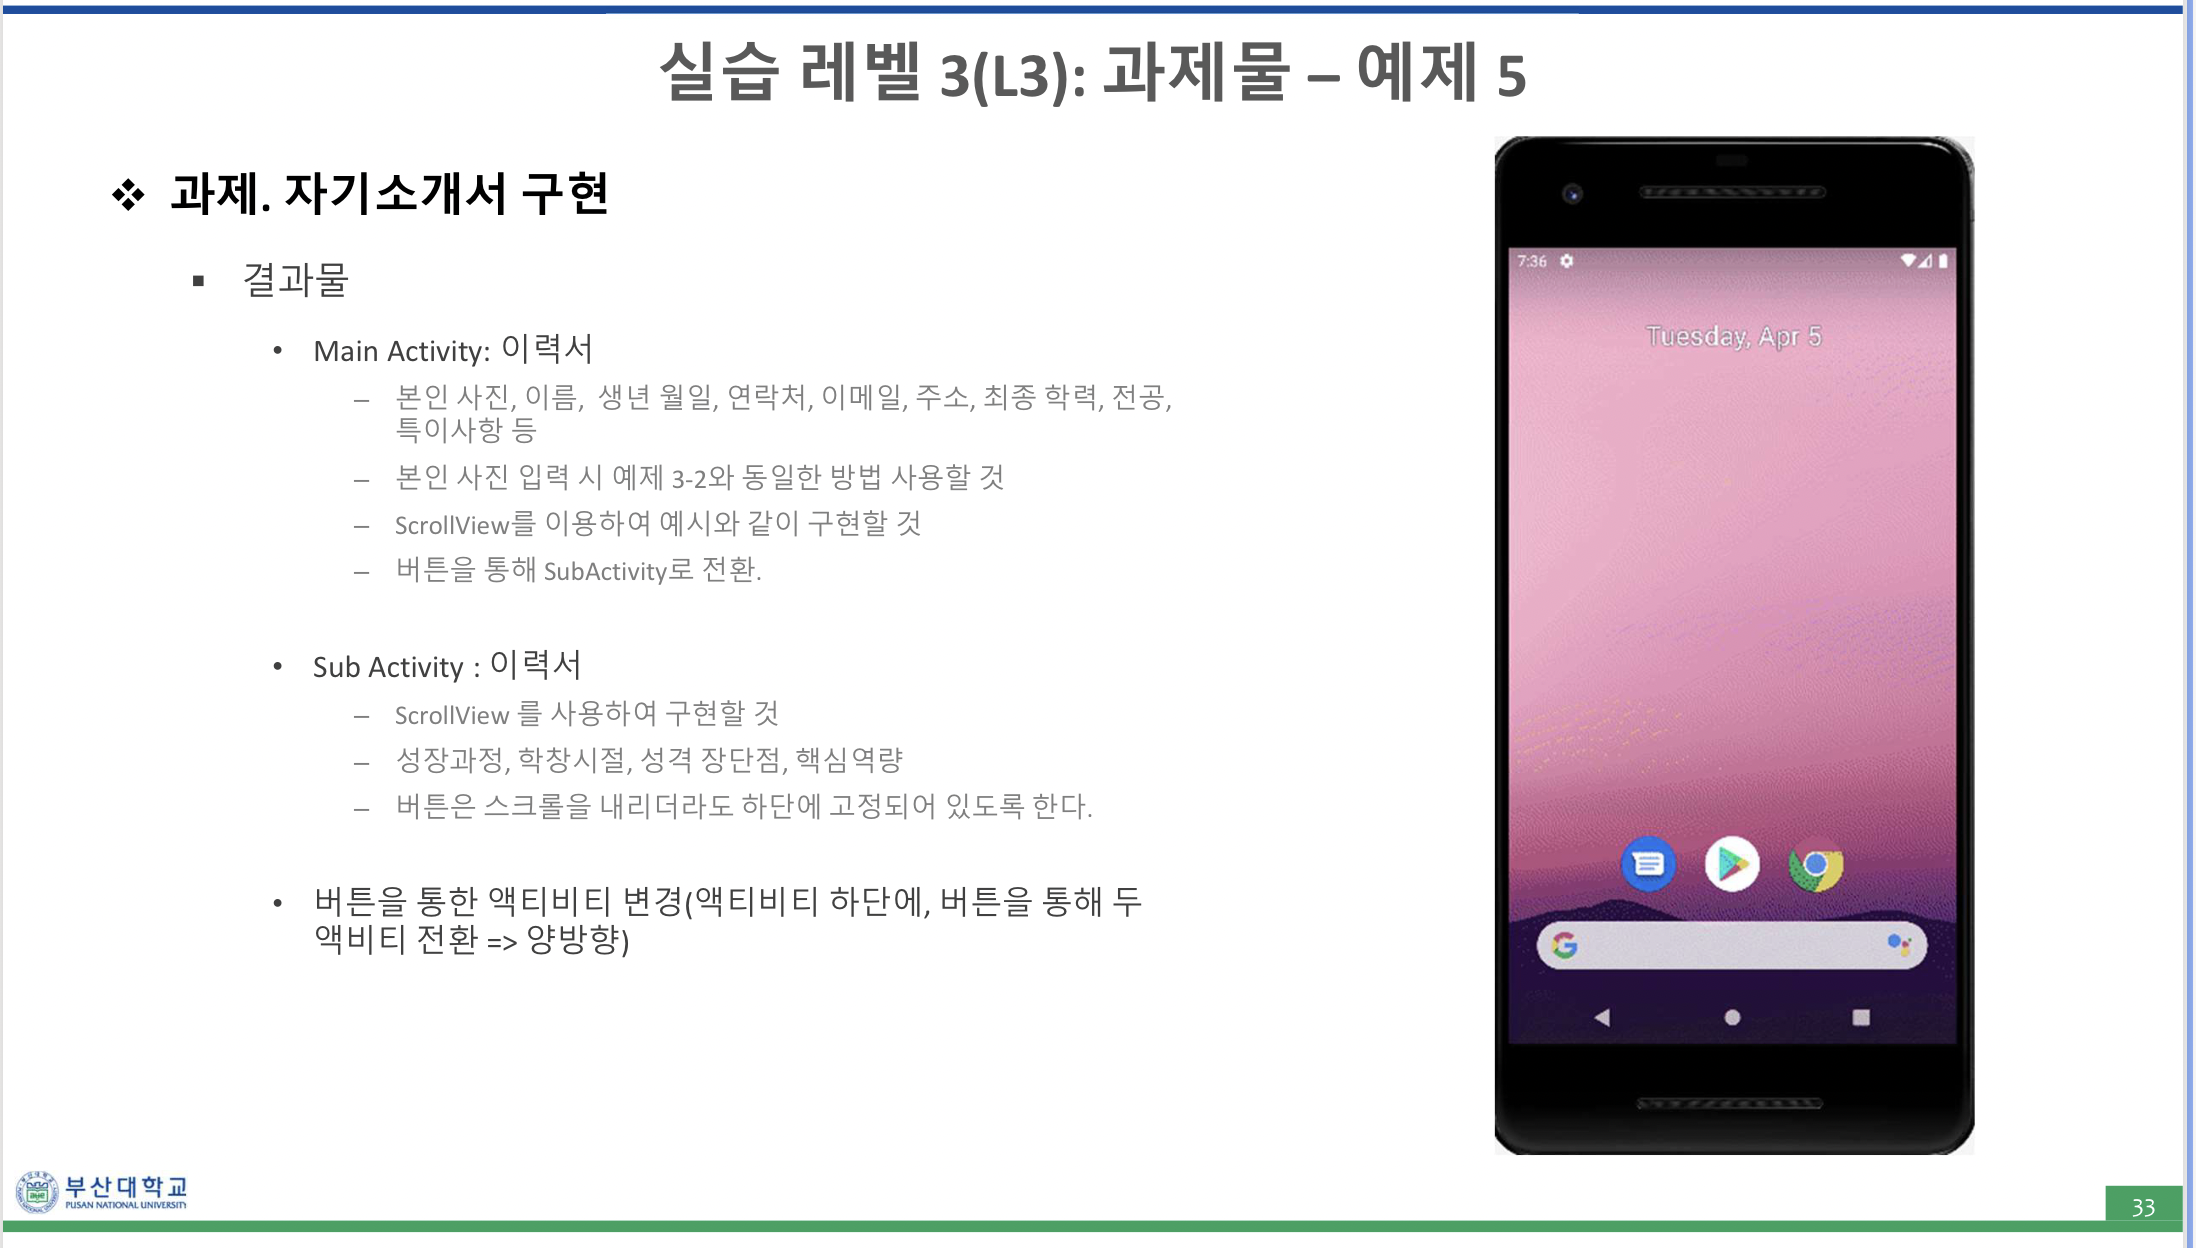 실습 레벨 3(L3): 과제물 – 예제 5
❖ 과제. 자기소개서 구현
▪ 결과물
• Main Activity: 이력서
– 본인 사진, 이름, 생년 월일, 연락처, 이메일, 주소, 최종 학력, 전공,
특이사항 등
– 본인 사진 입력 시 예제 3-2와 동일한 방법 사용할 것
– ScrollView를 이용하여 예시와 같이 구현할 것
– 버튼을 통해 SubActivity로 전환.
• Sub Activity : 이력서
– ScrollView 를 사용하여 구현할 것
– 성장과정, 학창시절, 성격 장단점, 핵심역량
– 버튼은 스크롤을 내리더라도 하단에 고정되어 있도록 한다.
• 버튼을 통한 액티비티 변경(액티비티 하단에, 버튼을 통해 두
액비티 전환 => 양방향)
7:36
Tuesday, Apr 5
G
부산대학교
PUSAN NATIONAL UNIVERSITY
33